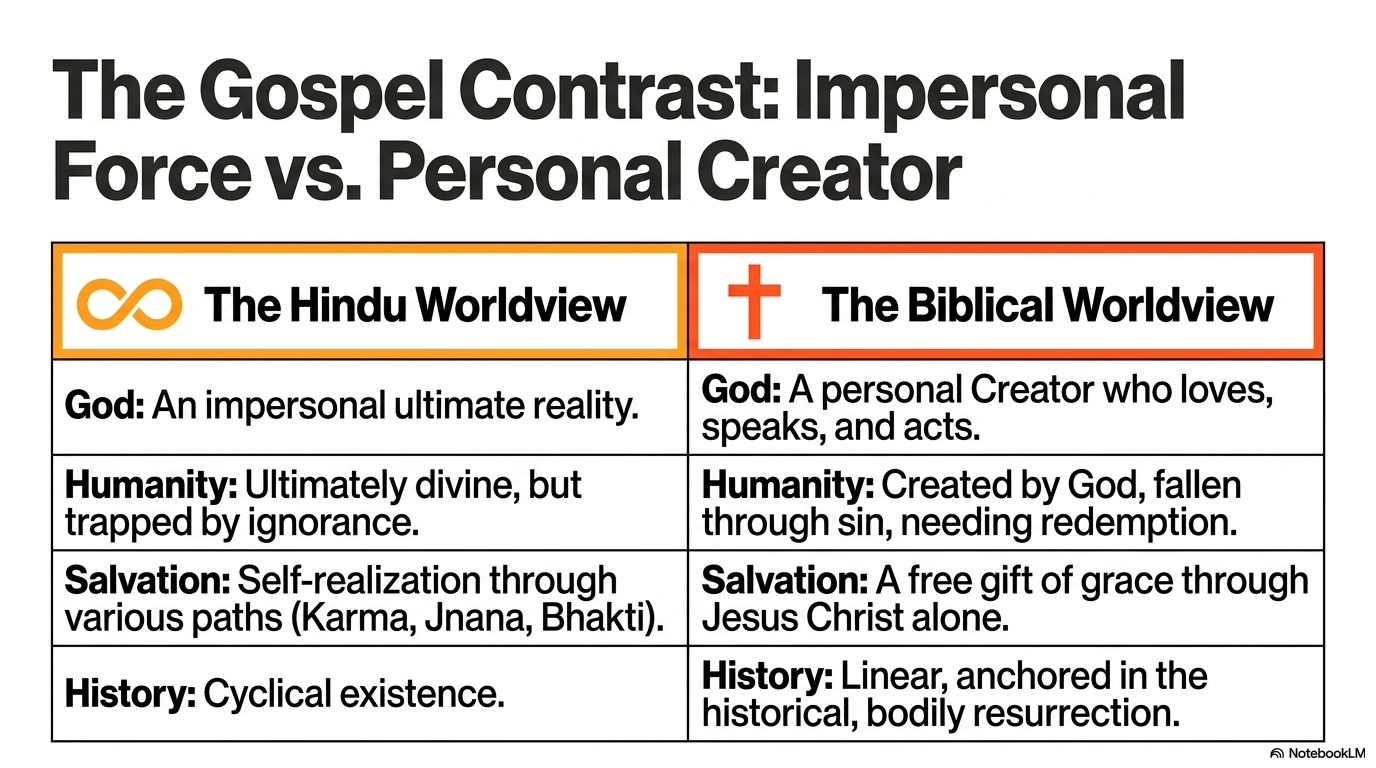 The Gospel Contrast: Impersonal
Force vs. Personal Creator
The Hindu Worldview
The Biblical Worldview
God: An impersonal ultimate reality.
God: A personal Creator who loves,
speaks, and acts.
Humanity: Ultimately divine, but
trapped by ignorance.
Humanity: Created by God, fallen
through sin, needing redemption.
Salvation: Self-realization through
various paths (Karma, Jnana, Bhakti).
Salvation: A free gift of grace through
Jesus Christ alone.
History: Cyclical existence.
History: Linear, anchored in the
historical, bodily resurrection.
NotebookLM